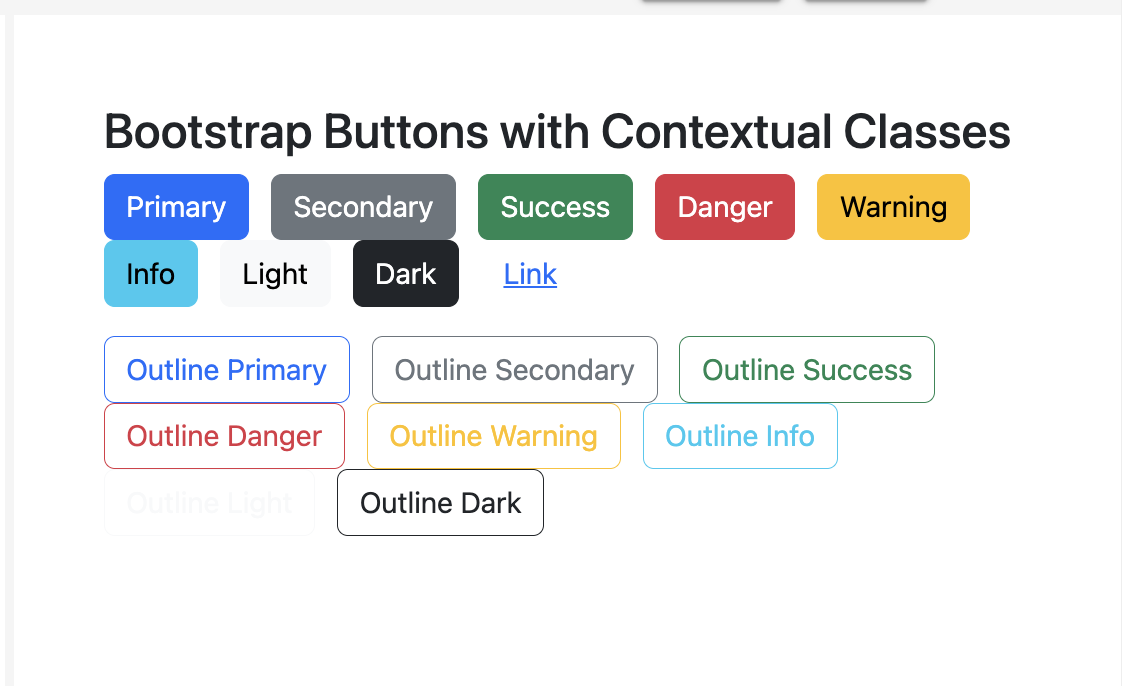 Bootstrap Buttons with Contextual Classes
Primary Secondary Success Danger Warning
Info Light Dark Link
Outline Primary Outline Secondary Outline Success
Outline Danger Outline Warning Outline Info
Outline Light Outline Dark